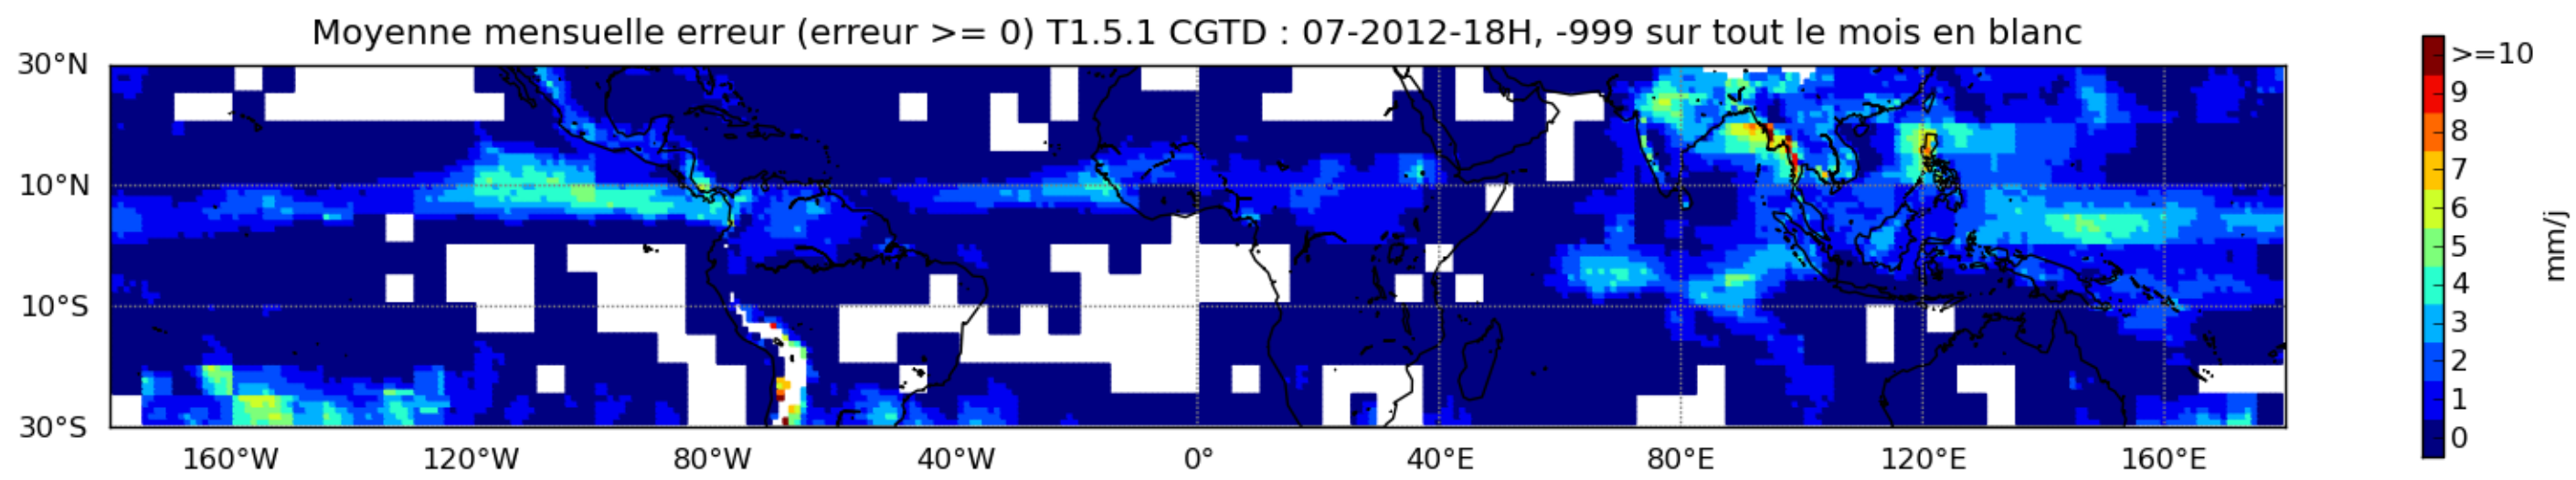 Moyenne mensuelle erreur (erreur >= 0) T1.5.1 CGTD : 07-2012-18H, -999 sur tout le mois en blanc
30°N
10°N
10°S
30°S
160°W 120°W 80°W 40°W 0° 40°E 80°E 120°E 160°E
>=10
9
8
7
6
5
4
3
2
1
0
mm/j